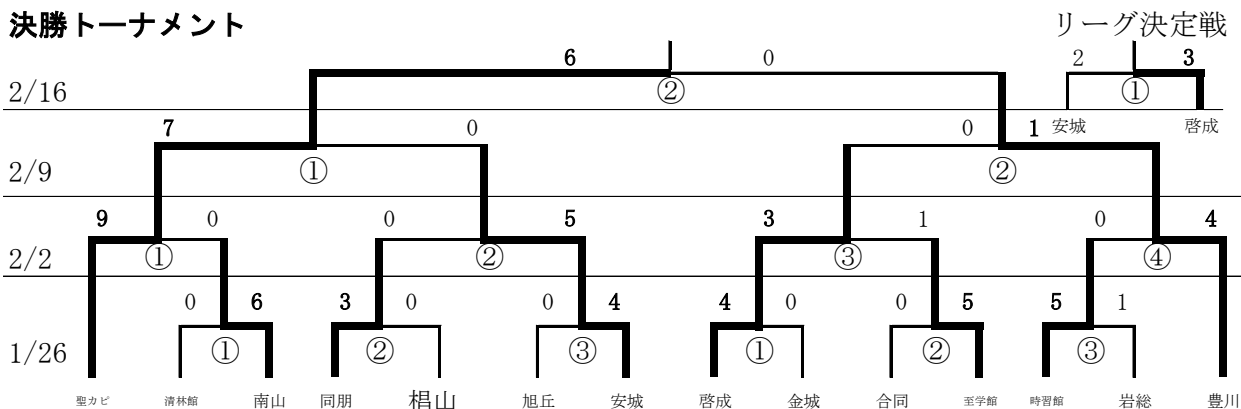 決勝トーナメント リーグ決定戦
6 0 2 3
2/16 ② ①
7 0 0 1 安城 啓成
2/9 ① ②
9 0 0 5 3 1 0 4
2/2 ① ② ③ ④
0 6 3 0 0 4 4 0 0 5 5 1
1/26 ① ② ③ ① ② ③
聖カピ 清林館 南山 同朋 椙山 旭丘 安城 啓成 金城 合同 至学館 時習館 岩総 豊川